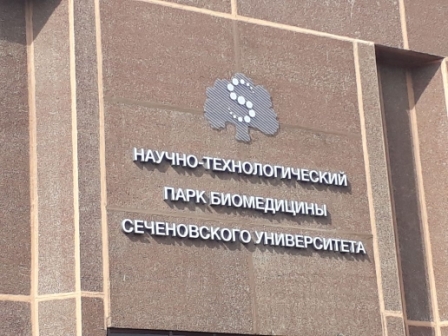 S
НАУЧНО-ТЕХНОЛОГИЧЕСКИЙ
ПАРК БИОМЕДИЦИНЫ
СЕЧЕНОВСКОГО УНИВЕРСИТЕТА